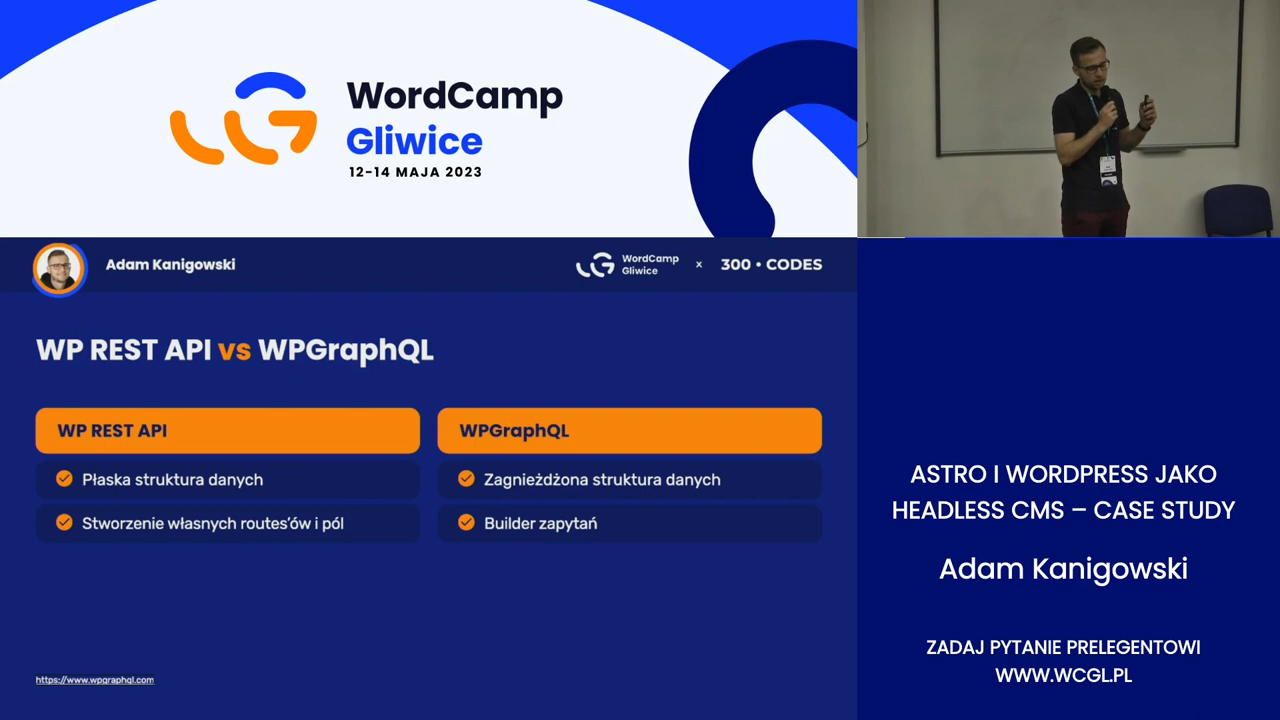 WordCamp
Gliwice
12-14 MAJA 2023
Adam Kanigowski
WordCamp
Gliwice
x
300 • CODES
WP REST API vs WPGraphQL
WP REST API
Płaska struktura danych
Stworzenie własnych routes'ów i pól
WPGraphQL
Zagnieżdżona struktura danych
Builder zapytań
https://www.wpgraphql.com
ASTRO I WORDPRESS JAKO
HEADLESS CMS – CASE STUDY
Adam Kanigowski
ZADAJ PYTANIE PRELEGENTOWI
WWW.WCGL.PL